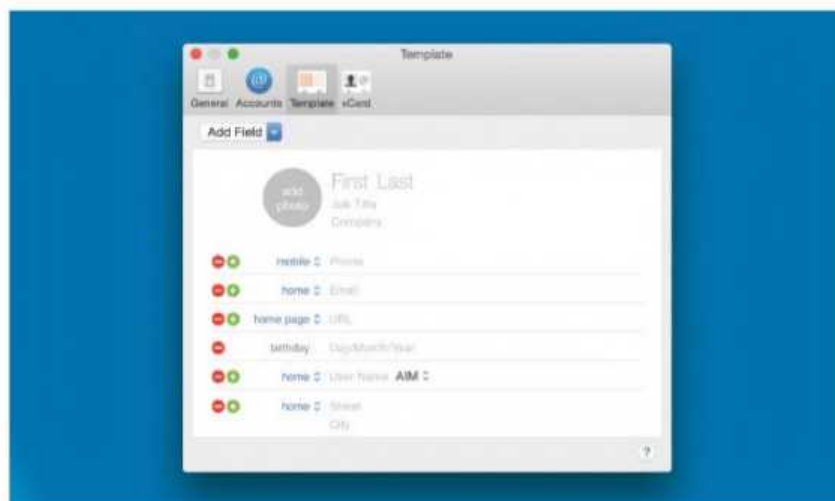 Template
General Accounts Template vCard
Add Field
add
photo
First Last
Job Title
Company
mobile Phone
home Email
home page URL
birthday Day/Month/Year
home User Name AIM
home Street
City
?